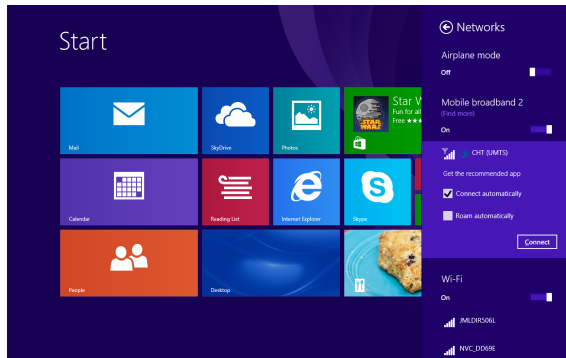 Start
Mail
SkyDrive
Photos
Star W
Fun for all
Free ★★★
STAR WARS
Calendar
Reading List
Internet Explorer
Skype
People
Desktop
Networks
Airplane mode
Off
Mobile broadband 2
(Find more)
On
CHT (UMTS)
Get the recommended app
Connect automatically
Roam automatically
Connect
Wi-Fi
On
JMLDIR506L
NVC_DD69E